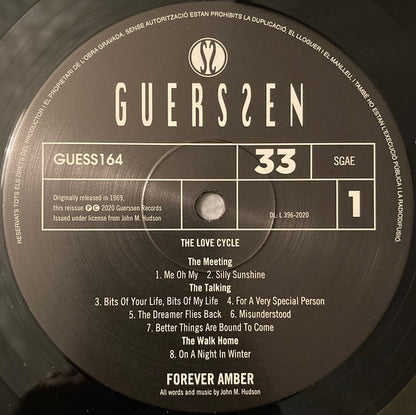 RESERVATS TOTS ELS DRETS DEL PRODUCTOR I EL PROPIETARI DE L'OBRA GRAVADA, SENSE AUTORITZACIÓ ESTAN PROHIBITS LA DUPLICACIÓ, EL LLOGUER I EL MANLLEU, I TAMBÉ HO ESTAN L'EXECUCIÓ PÚBLICA I LA RADIODIFUSIÓ.
GUERSSEN
GUESS164
33
SGAE
Originally released in 1969,
this reissue ℗© 2020 Guerssen Records
Issued under license from John M. Hudson
DL: L 396-2020
1
THE LOVE CYCLE
The Meeting
1. Me Oh My 2. Silly Sunshine
The Talking
3. Bits Of Your Life, Bits Of My Life 4. For A Very Special Person
5. The Dreamer Flies Back 6. Misunderstood
7. Better Things Are Bound To Come
The Walk Home
8. On A Night In Winter
FOREVER AMBER
All words and music by John M. Hudson